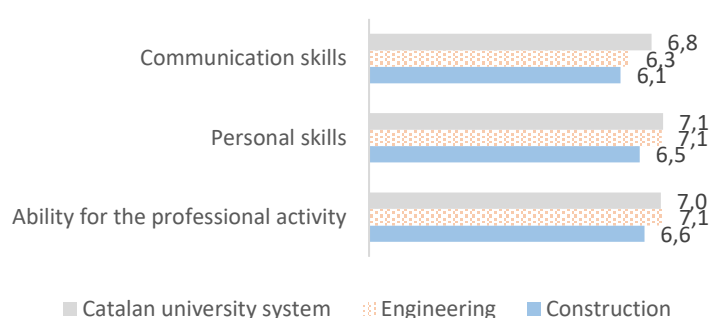 Communication skills
6,8
6,3
6,1
Personal skills
7,1
7,1
6,5
Ability for the professional activity
7,0
7,1
6,6
Catalan university system Engineering Construction